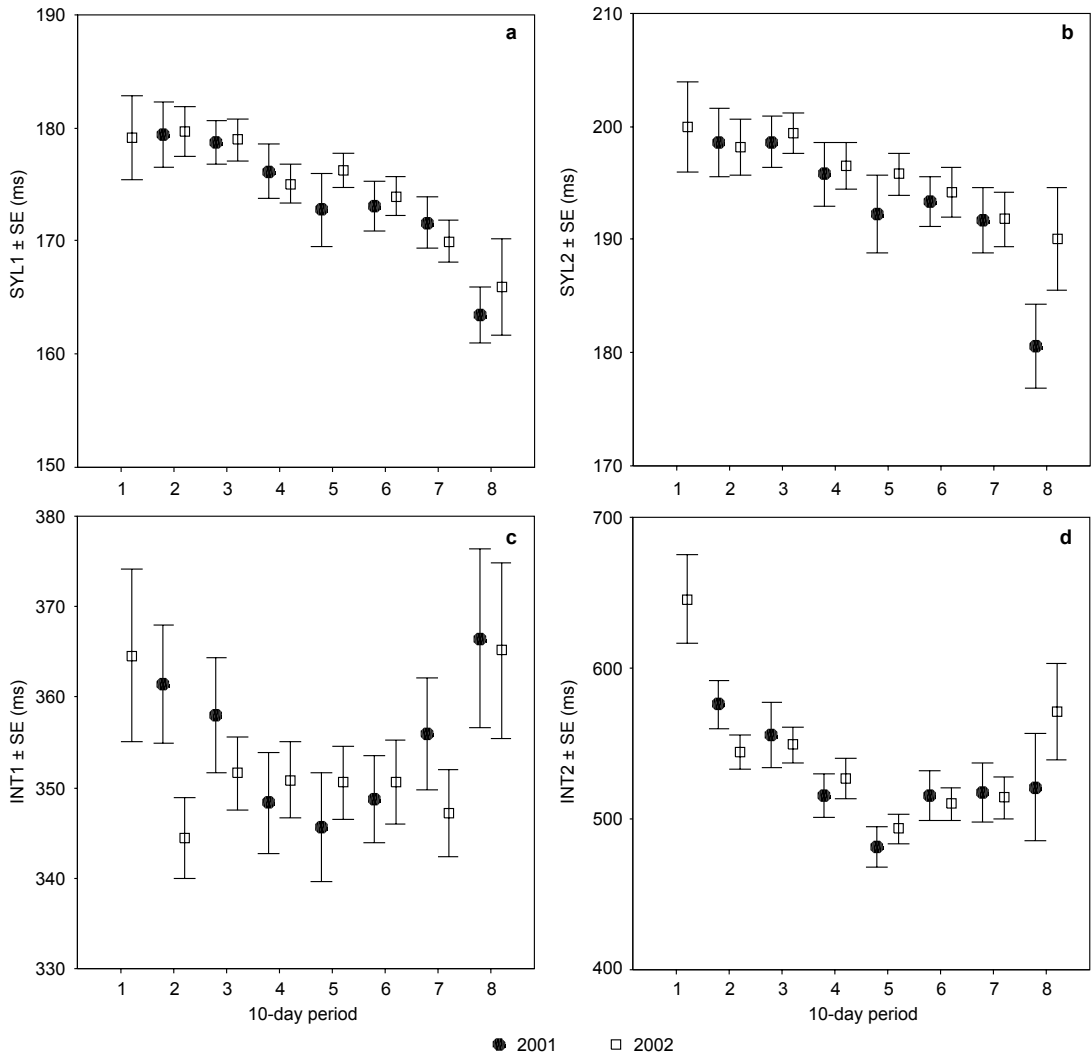 a
SYL1 ± SE (ms)
190
180
170
160
150
1 2 3 4 5 6 7 8
b
SYL2 ± SE (ms)
210
200
190
180
170
1 2 3 4 5 6 7 8
c
INT1 ± SE (ms)
380
370
360
350
340
330
1 2 3 4 5 6 7 8
10-day period
d
INT2 ± SE (ms)
700
600
500
400
1 2 3 4 5 6 7 8
10-day period
2001 2002